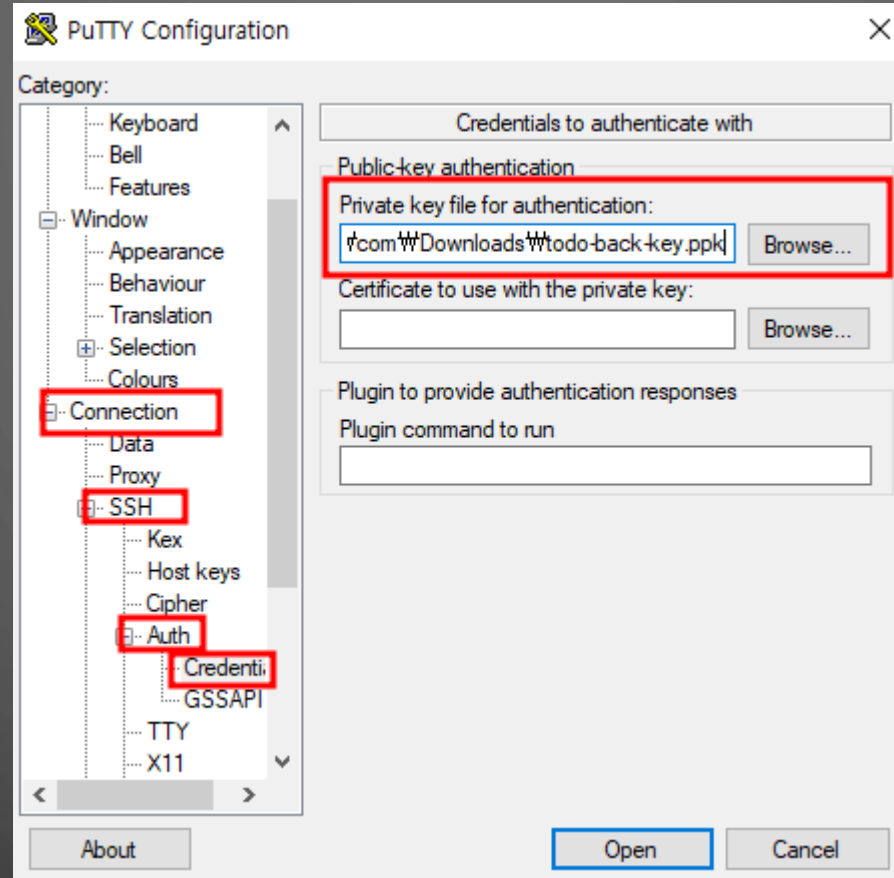 PuTTY Configuration
Category:
Keyboard
Bell
Features
Window
Appearance
Behaviour
Translation
Selection
Colours
Connection
Data
Proxy
SSH
Kex
Host keys
Cipher
Auth
Credenti
GSSAPI
TTY
X11
Credentials to authenticate with
Public-key authentication
Private key file for authentication:
com₩Downloads₩todo-back-key.ppk
Browse...
Certificate to use with the private key:
Browse...
Plugin to provide authentication responses
Plugin command to run
About
Open
Cancel